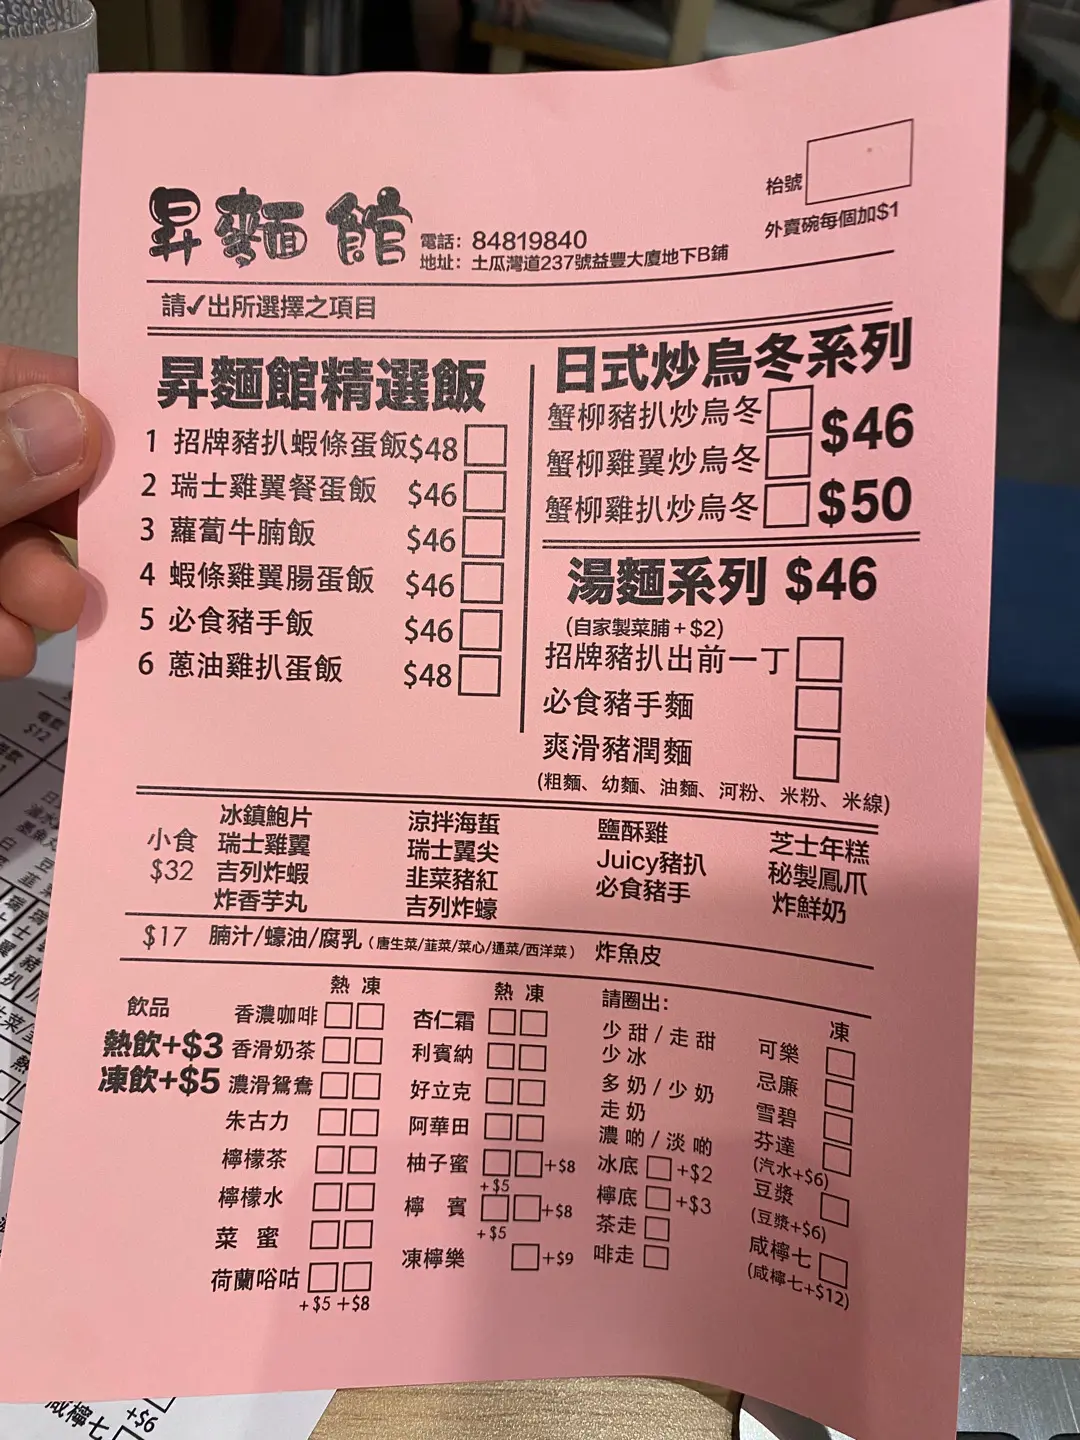 枱號
外賣碗每個加$1
昇麵館
電話：84819840
地址：土瓜灣道237號益豐大廈地下B鋪
請✓出所選擇之項目
昇麵館精選飯
1 招牌豬扒蝦條蛋飯$48
2 瑞士雞翼餐蛋飯 $46
3 蘿蔔牛腩飯 $46
4 蝦條雞翼腸蛋飯 $46
5 必食豬手飯 $46
6 蔥油雞扒蛋飯 $48
日式炒烏冬系列
蟹柳豬扒炒烏冬
蟹柳雞翼炒烏冬
$46
蟹柳雞扒炒烏冬 $50
湯麵系列 $46
(自家製菜脯+$2)
招牌豬扒出前一丁
必食豬手麵
爽滑豬潤麵
(粗麵、幼麵、油麵、河粉、米粉、米線)
小食
$32
冰鎮鮑片 涼拌海蜇 鹽酥雞 芝士年糕
瑞士雞翼 瑞士翼尖 Juicy豬扒 秘製鳳爪
吉列炸蝦 韭菜豬紅 必食豬手 炸鮮奶
炸香芋丸 吉列炸蠔
$17 腩汁/蠔油/腐乳(唐生菜/韮菜/菜心/通菜/西洋菜) 炸魚皮
飲品
熱飲+$3
凍飲+$5
熱 凍
香濃咖啡
香滑奶茶
濃滑鴛鴦
朱古力
檸檬茶
檸檬水
菜蜜
荷蘭唂咕
+$5 +$8
熱 凍
杏仁霜
利賓納
好立克
阿華田
柚子蜜 +$8
+$5
檸賓 +$8
+$5
凍檸樂 +$9
請圈出：
少甜/走甜
少冰
多奶/少奶
走奶
濃啲/淡啲
冰底 +$2
檸底 +$3
茶走
啡走
凍
可樂
忌廉
雪碧
芬達
(汽水+$6)
豆漿
(豆漿+$6)
咸檸七
(咸檸七+$12)
$12
咸檸七
+$6